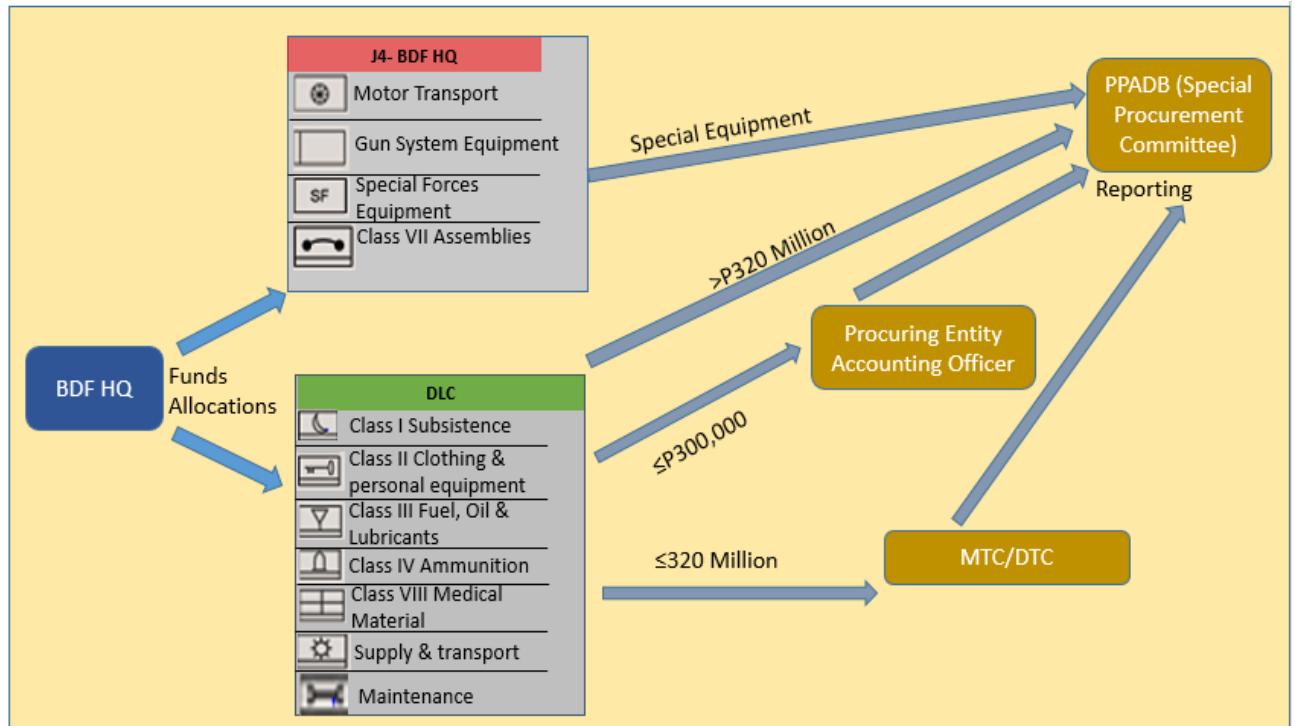 J4- BDF HQ
Motor Transport
Gun System Equipment
SF
Special Forces
Equipment
Class VII Assemblies
Special Equipment
PPADB (Special
Procurement
Committee)
Reporting
>P320 Million
Procuring Entity
Accounting Officer
BDF HQ
Funds
Allocations
DLC
Class I Subsistence
Class II Clothing &
personal equipment
Class III Fuel, Oil &
Lubricants
Class IV Ammunition
Class VIII Medical
Material
Supply & transport
Maintenance
≤P300,000
≤320 Million
MTC/DTC